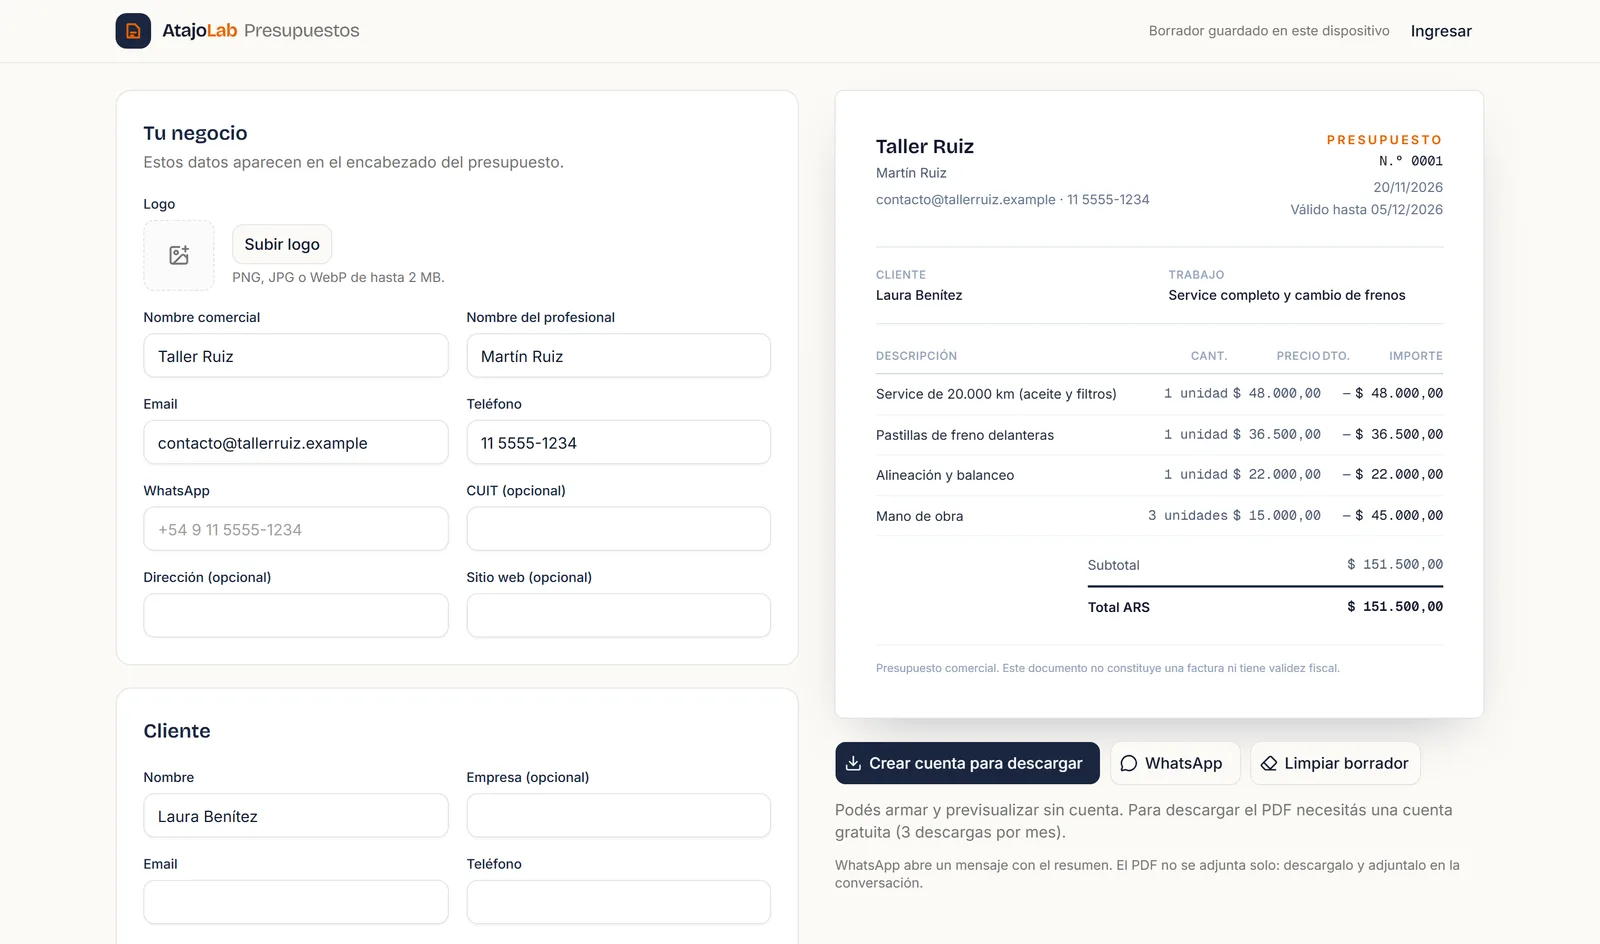 AtajoLab Presupuestos
Borrador guardado en este dispositivo
Ingresar
Tu negocio
Estos datos aparecen en el encabezado del presupuesto.
Logo
Subir logo
PNG, JPG o WebP de hasta 2 MB.
Nombre comercial
Nombre del profesional
Taller Ruiz
Martín Ruiz
Email
Teléfono
contacto@tallerruiz.example
11 5555-1234
WhatsApp
CUIT (opcional)
+54 9 11 5555-1234
Dirección (opcional)
Sitio web (opcional)
Cliente
Nombre
Empresa (opcional)
Laura Benítez
Email
Teléfono
Taller Ruiz
Martín Ruiz
contacto@tallerruiz.example · 11 5555-1234
PRESUPUESTO
N.º 0001
20/11/2026
Válido hasta 05/12/2026
CLIENTE
Laura Benítez
TRABAJO
Service completo y cambio de frenos
DESCRIPCIÓN CANT. PRECIO DTO. IMPORTE
Service de 20.000 km (aceite y filtros) 1 unidad $ 48.000,00 – $ 48.000,00
Pastillas de freno delanteras 1 unidad $ 36.500,00 – $ 36.500,00
Alineación y balanceo 1 unidad $ 22.000,00 – $ 22.000,00
Mano de obra 3 unidades $ 15.000,00 – $ 45.000,00
Subtotal $ 151.500,00
Total ARS $ 151.500,00
Presupuesto comercial. Este documento no constituye una factura ni tiene validez fiscal.
Crear cuenta para descargar
WhatsApp
Limpiar borrador
Podés armar y previsualizar sin cuenta. Para descargar el PDF necesitás una cuenta
gratuita (3 descargas por mes).
WhatsApp abre un mensaje con el resumen. El PDF no se adjunta solo: descargalo y adjuntalo en la
conversación.